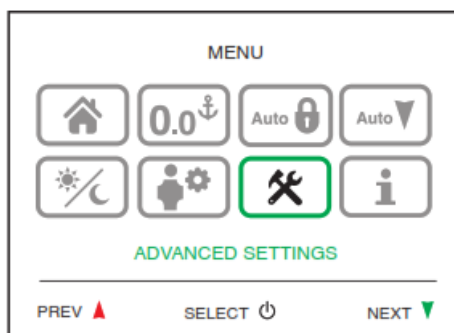 MENU
0.0 Auto Auto
i
ADVANCED SETTINGS
PREV SELECT NEXT